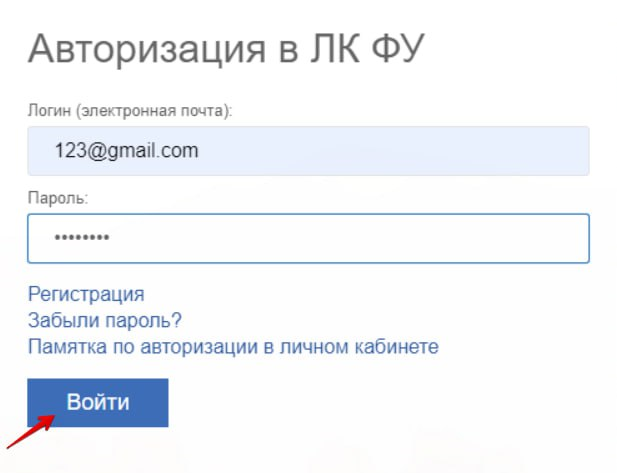 Авторизация в ЛК ФУ
Логин (электронная почта):
123@gmail.com
Пароль:
••••••••
Регистрация
Забыли пароль?
Памятка по авторизации в личном кабинете
Войти